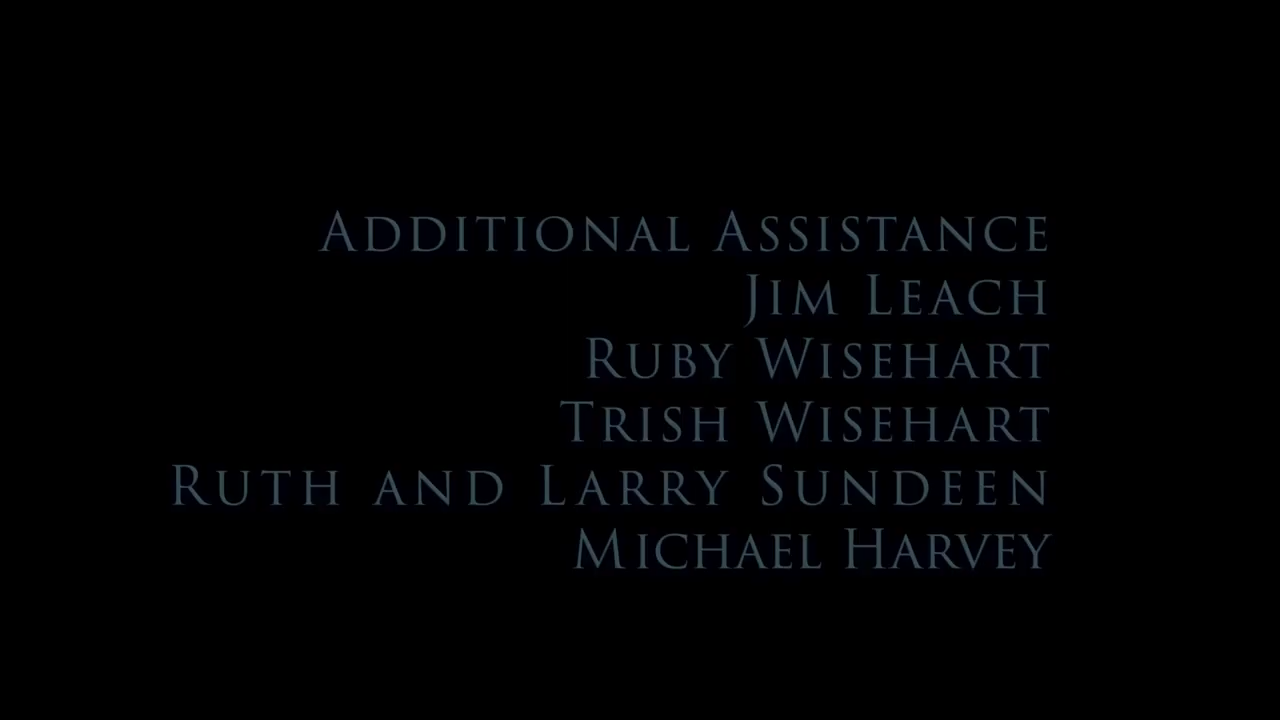 Additional Assistance
Jim Leach
Ruby Wisehart
Trish Wisehart
Ruth and Larry Sundeen
Michael Harvey